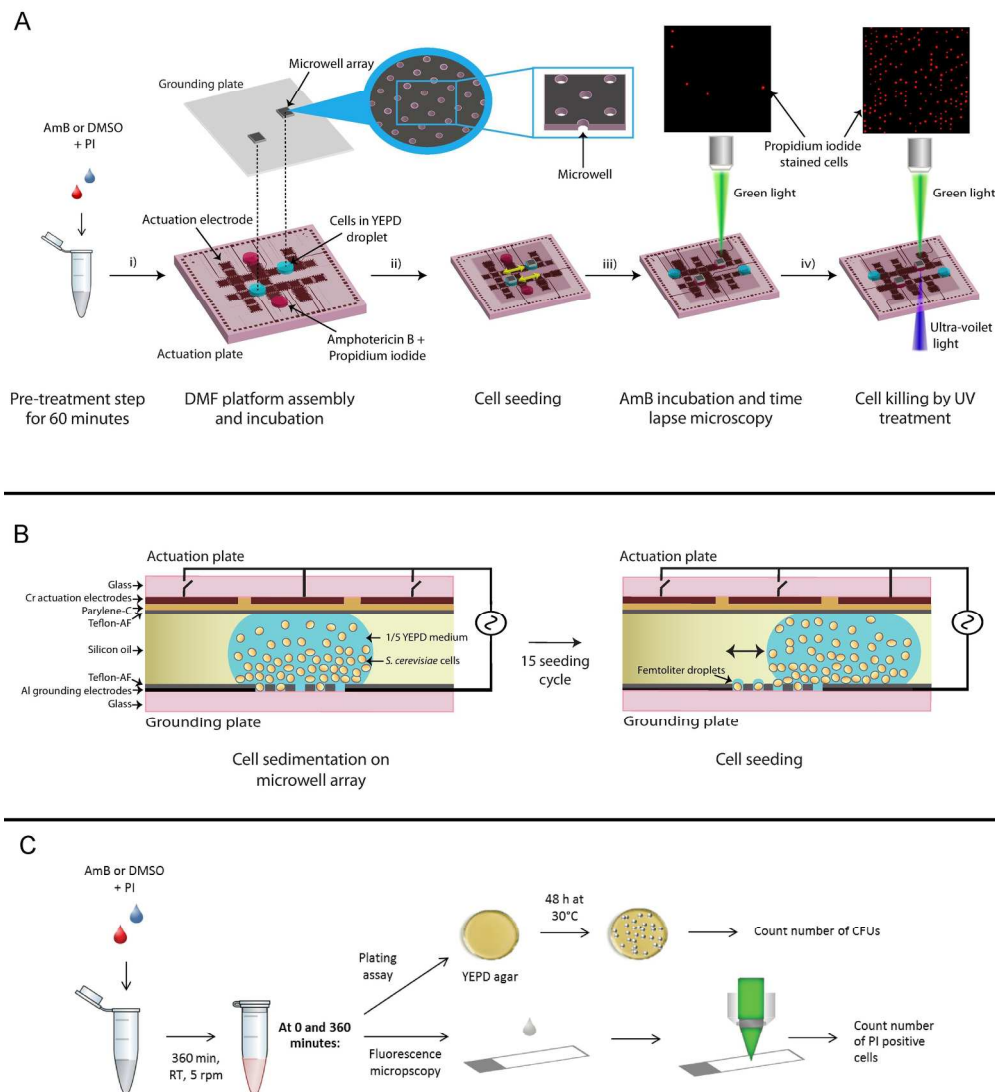 A
Microwell array
Grounding plate
AmB or DMSO
+ PI
Microwell
Propidium iodide
stained cells
Green light
Green light
Actuation electrode
Cells in YEPD
droplet
i)
ii)
iii)
iv)
Amphotericin B +
Propidium iodide
Actuation plate
Ultra-voilet
light
Pre-treatment step
for 60 minutes
DMF platform assembly
and incubation
Cell seeding
AmB incubation and time
lapse microscopy
Cell killing by UV
treatment
B
Actuation plate
Actuation plate
Glass
Cr actuation electrodes
Parylene-C
Teflon-AF
Silicon oil
Teflon-AF
Al grounding electrodes
Glass
1/5 YEPD medium
S. cerevisiae cells
15 seeding
cycle
Femtoliter droplets
Grounding plate
Grounding plate
Cell sedimentation on
microwell array
Cell seeding
C
AmB or DMSO
+ PI
48 h at
30°C
Count number of CFUs
Plating
assay
YEPD agar
At 0 and 360
minutes:
360 min,
RT, 5 rpm
Fluorescence
micropscopy
Count number
of PI positive
cells